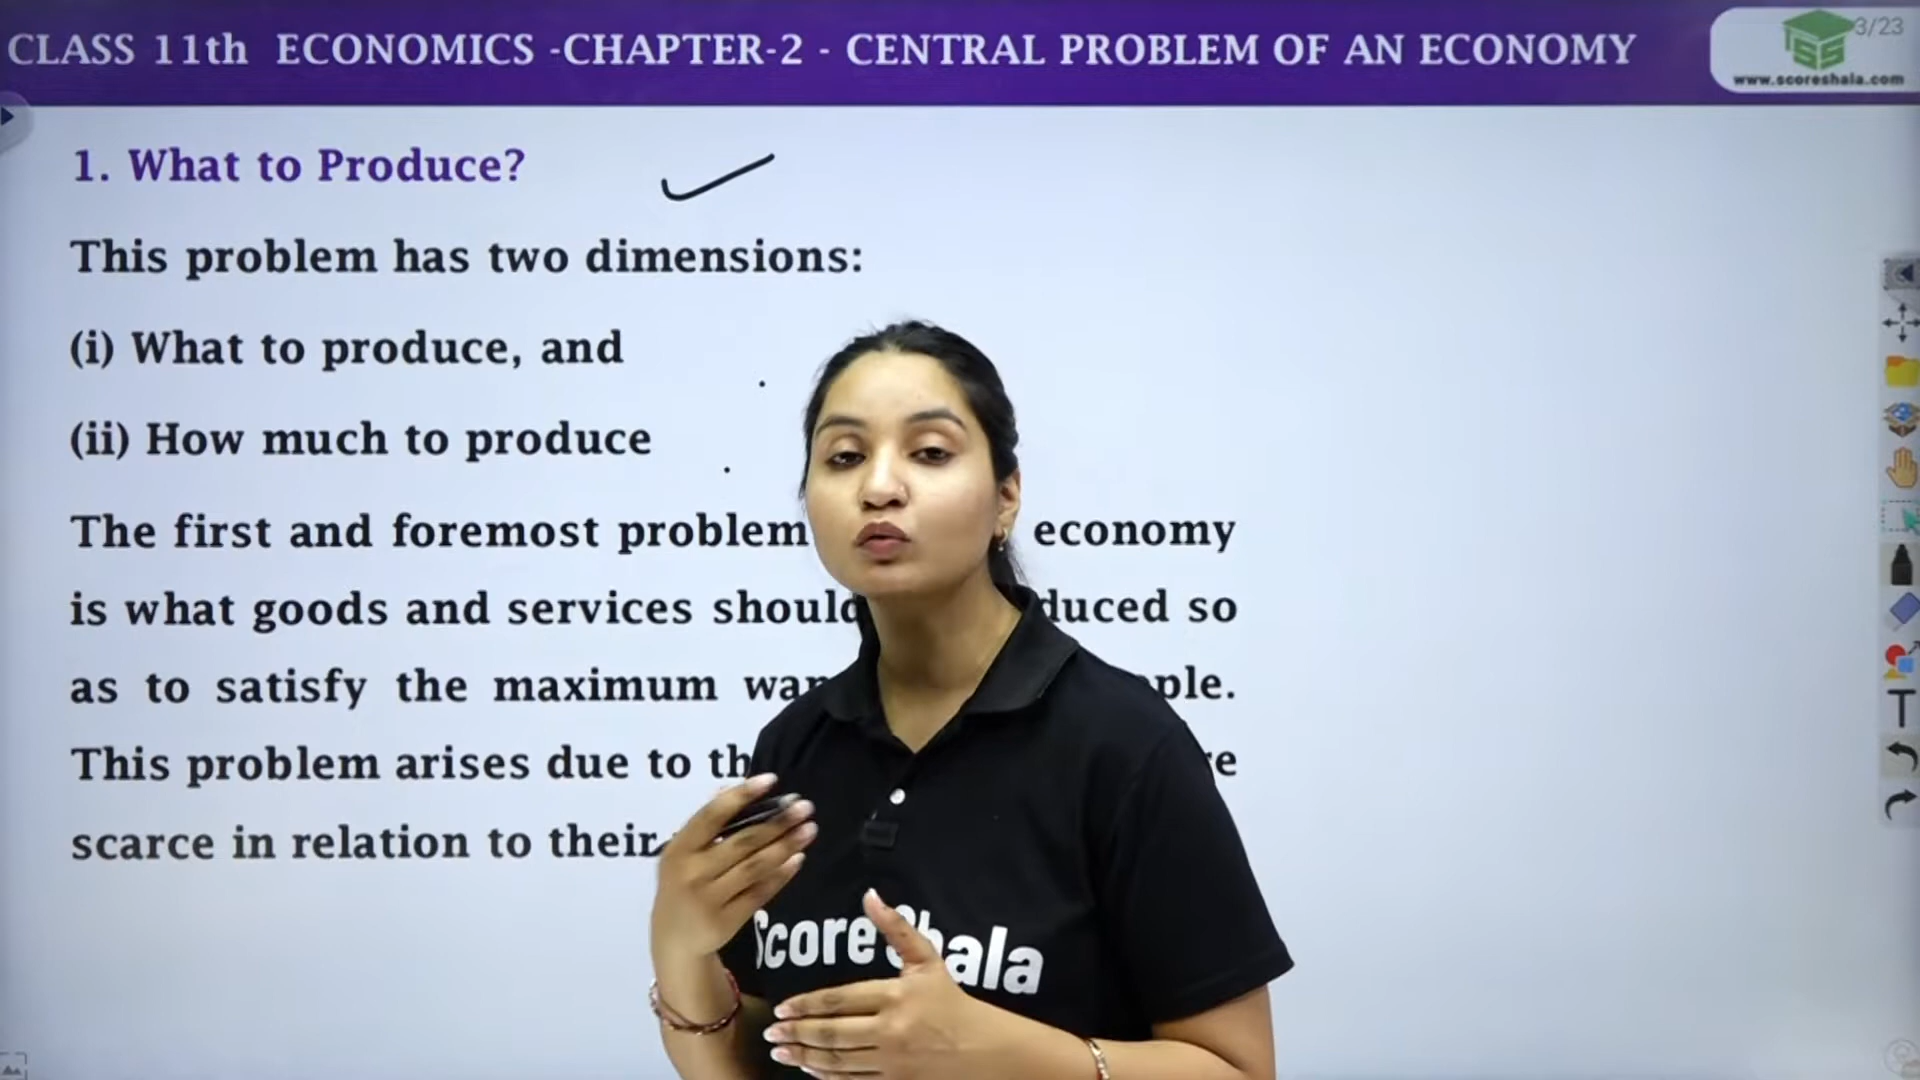 CLASS 11th ECONOMICS -CHAPTER-2 - CENTRAL PROBLEM OF AN ECONOMY
3/23
SS
www.scoreshala.com
1. What to Produce?
This problem has two dimensions:
(i) What to produce, and
(ii) How much to produce
The first and foremost problem economy
is what goods and services should duced so
as to satisfy the maximum ple.
This problem arises due to re
scarce in relation to their
Score Shala
T